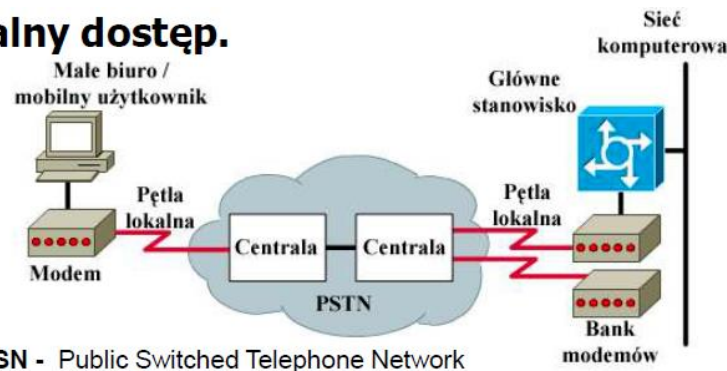 alny dostęp.
Małe biuro /
mobilny użytkownik
Pętla
lokalna
Modem
Centrala
Centrala
PSTN
Pętla
lokalna
Główne
stanowisko
Sieć
komputerowa
Bank
modemów
SN - Public Switched Telephone Network